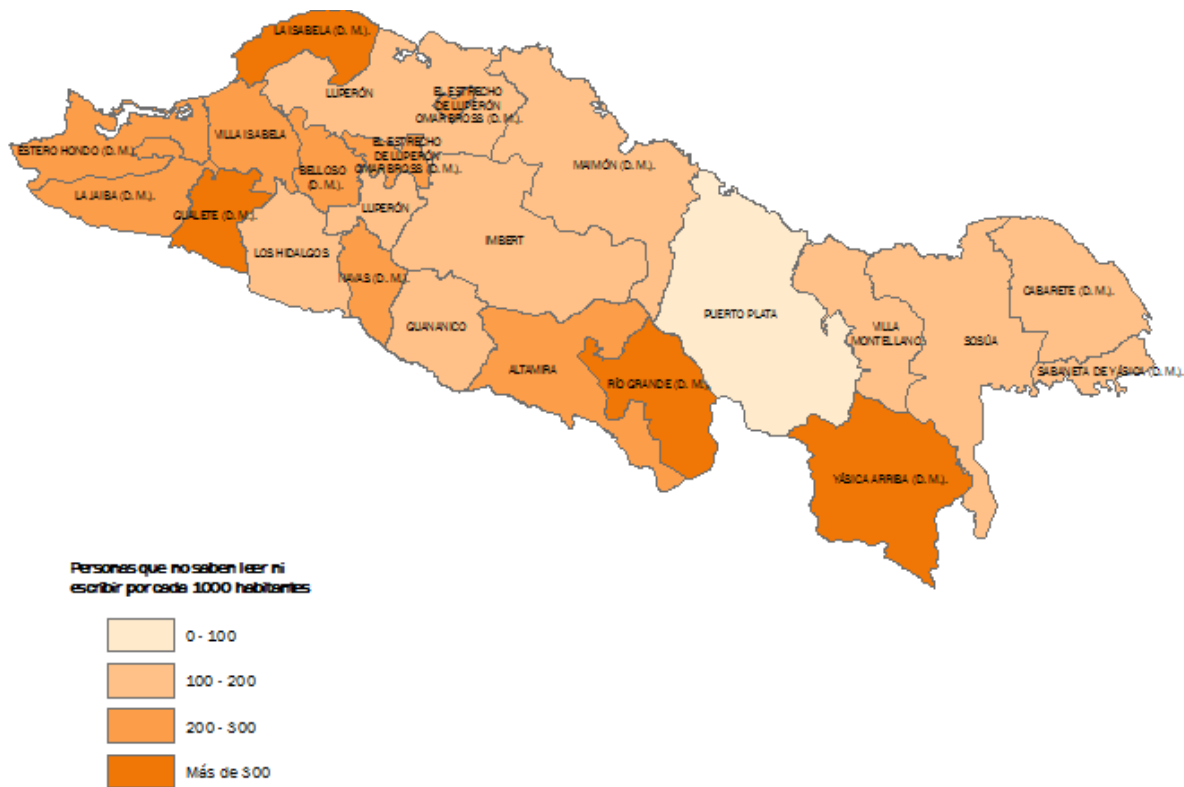 LA ISABELA (D. M.).
LUPERÓN
EL ESTRECHO
DE LUPERÓN
OMAR BROSS (D. M.).
VILLA ISABELA
EL ESTRECHO
DE LUPERÓN
OMAR BROSS (D. M.).
ESTERO HONDO (D. M.).
BELLOSO
(D. M.).
MAIMÓN (D. M.).
LA JAIBA (D. M.).
GUALETE (D. M.).
LUPERÓN
LOS HIDALGOS
IMBERT
NAVAS (D. M.).
CABARETE (D. M.).
PUERTO PLATA
GUANANICO
VILLA
MONTELLANO
SOSÚA
ALTAMIRA
SABANETA DE YÁSICA (D. M.).
RÍO GRANDE (D. M.).
YÁSICA ARRIBA (D. M.).
Personas que no saben leer ni
escribir por cada 1000 habitantes
0 - 100
100 - 200
200 - 300
Más de 300